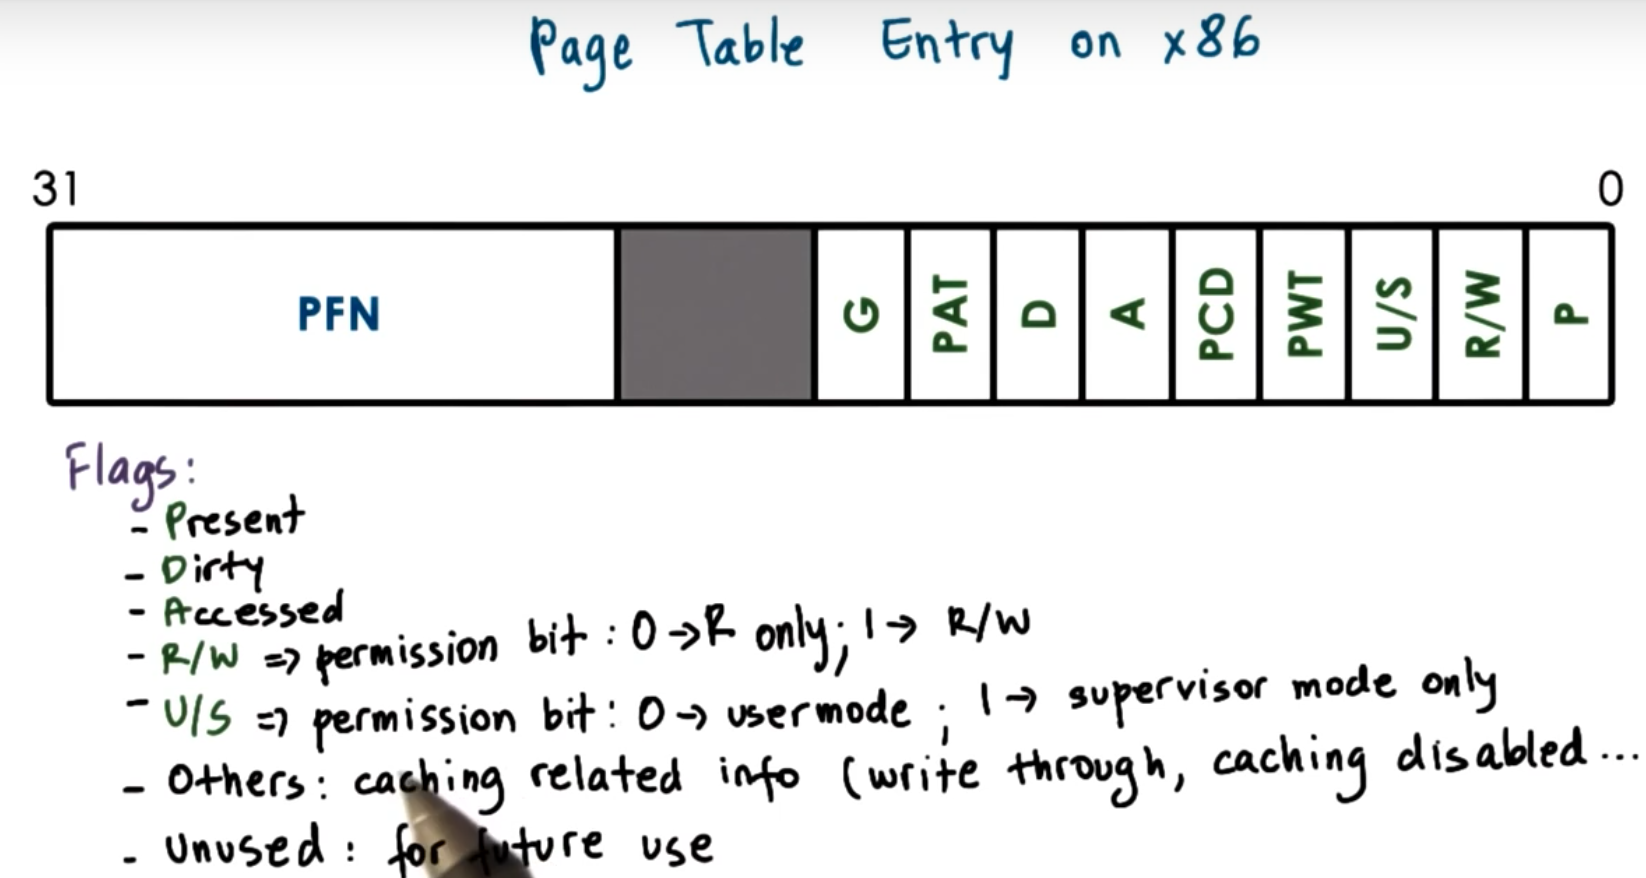 Page Table Entry on x86
31 0
PFN G PAT D A PCD PWT U/S R/W P
Flags:
- Present
- Dirty
- Accessed
- R/W => permission bit : 0 → R only; 1 → R/W
- U/S => permission bit : 0 → usermode ; 1 → supervisor mode only
- Others : caching related info (write through, caching disabled...
- Unused : for future use